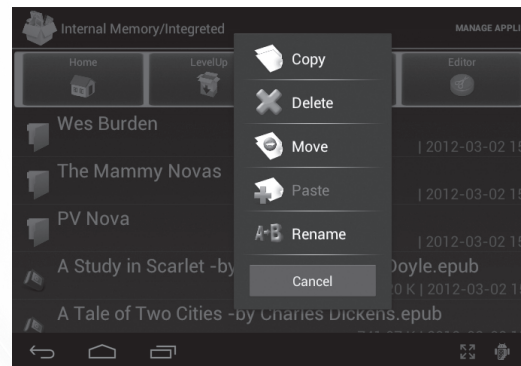 Internal Memory/Integreted
MANAGE APPLI
Home
LevelUp
Editor
Copy
Delete
Move
Paste
A-B Rename
Cancel
Wes Burden
| 2012-03-02 15
The Mammy Novas
| 2012-03-02 15
PV Nova
| 2012-03-02 15
A Study in Scarlet -by
Doyle.epub
0 K | 2012-03-02 15
A Tale of Two Cities -by Charles Dickens.epub